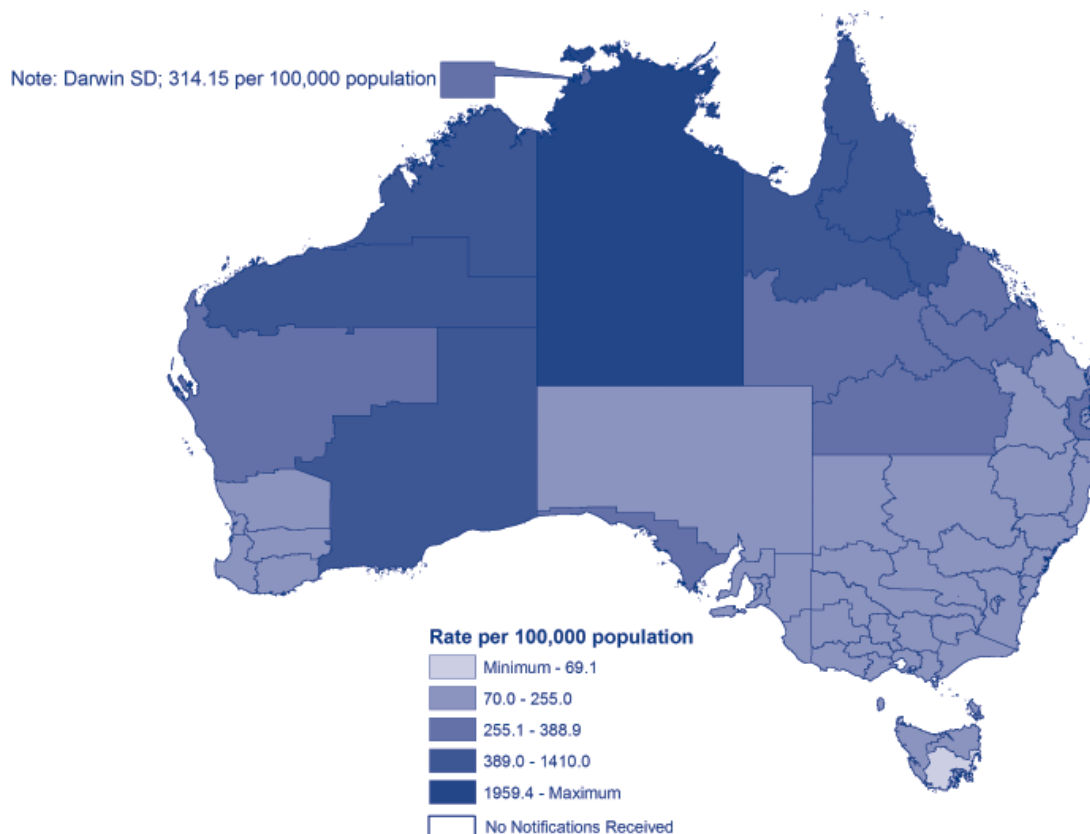 Note: Darwin SD; 314.15 per 100,000 population
Rate per 100,000 population
Minimum - 69.1
70.0 - 255.0
255.1 - 388.9
389.0 - 1410.0
1959.4 - Maximum
No Notifications Received